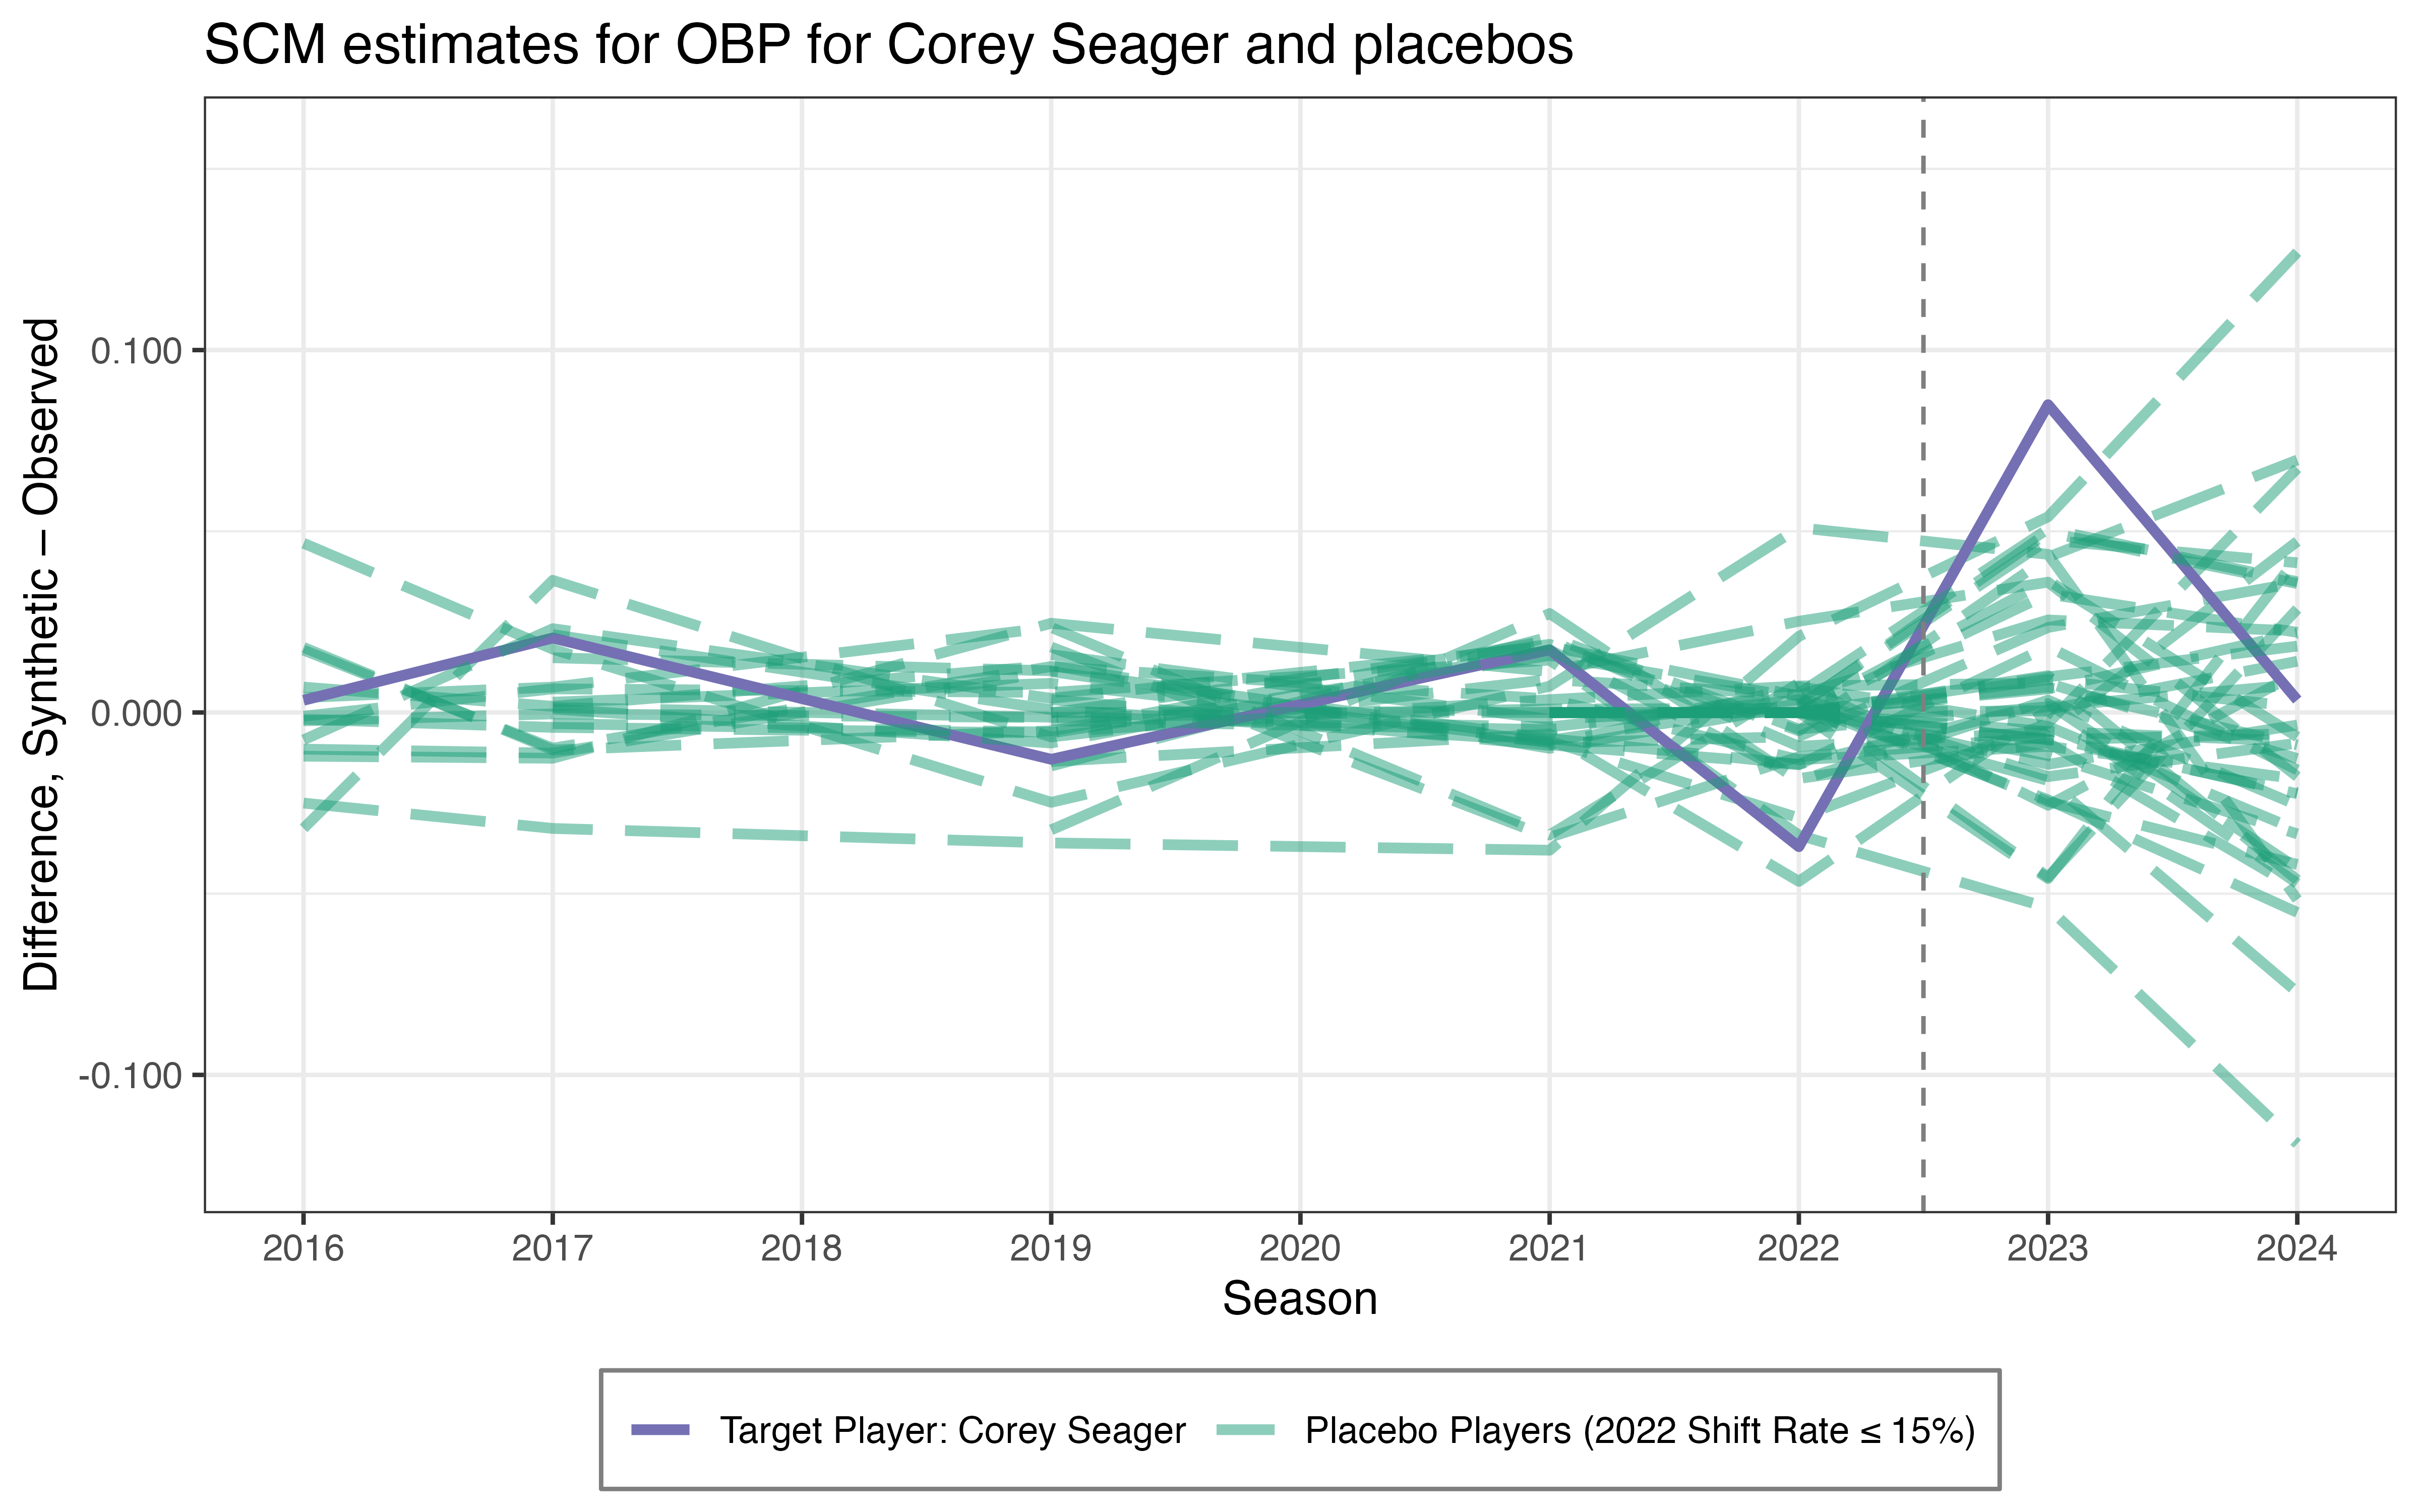 SCM estimates for OBP for Corey Seager and placebos
Difference, Synthetic – Observed
0.100
0.000
-0.100
2016 2017 2018 2019 2020 2021 2022 2023 2024
Season
Target Player: Corey Seager Placebo Players (2022 Shift Rate ≤ 15%)